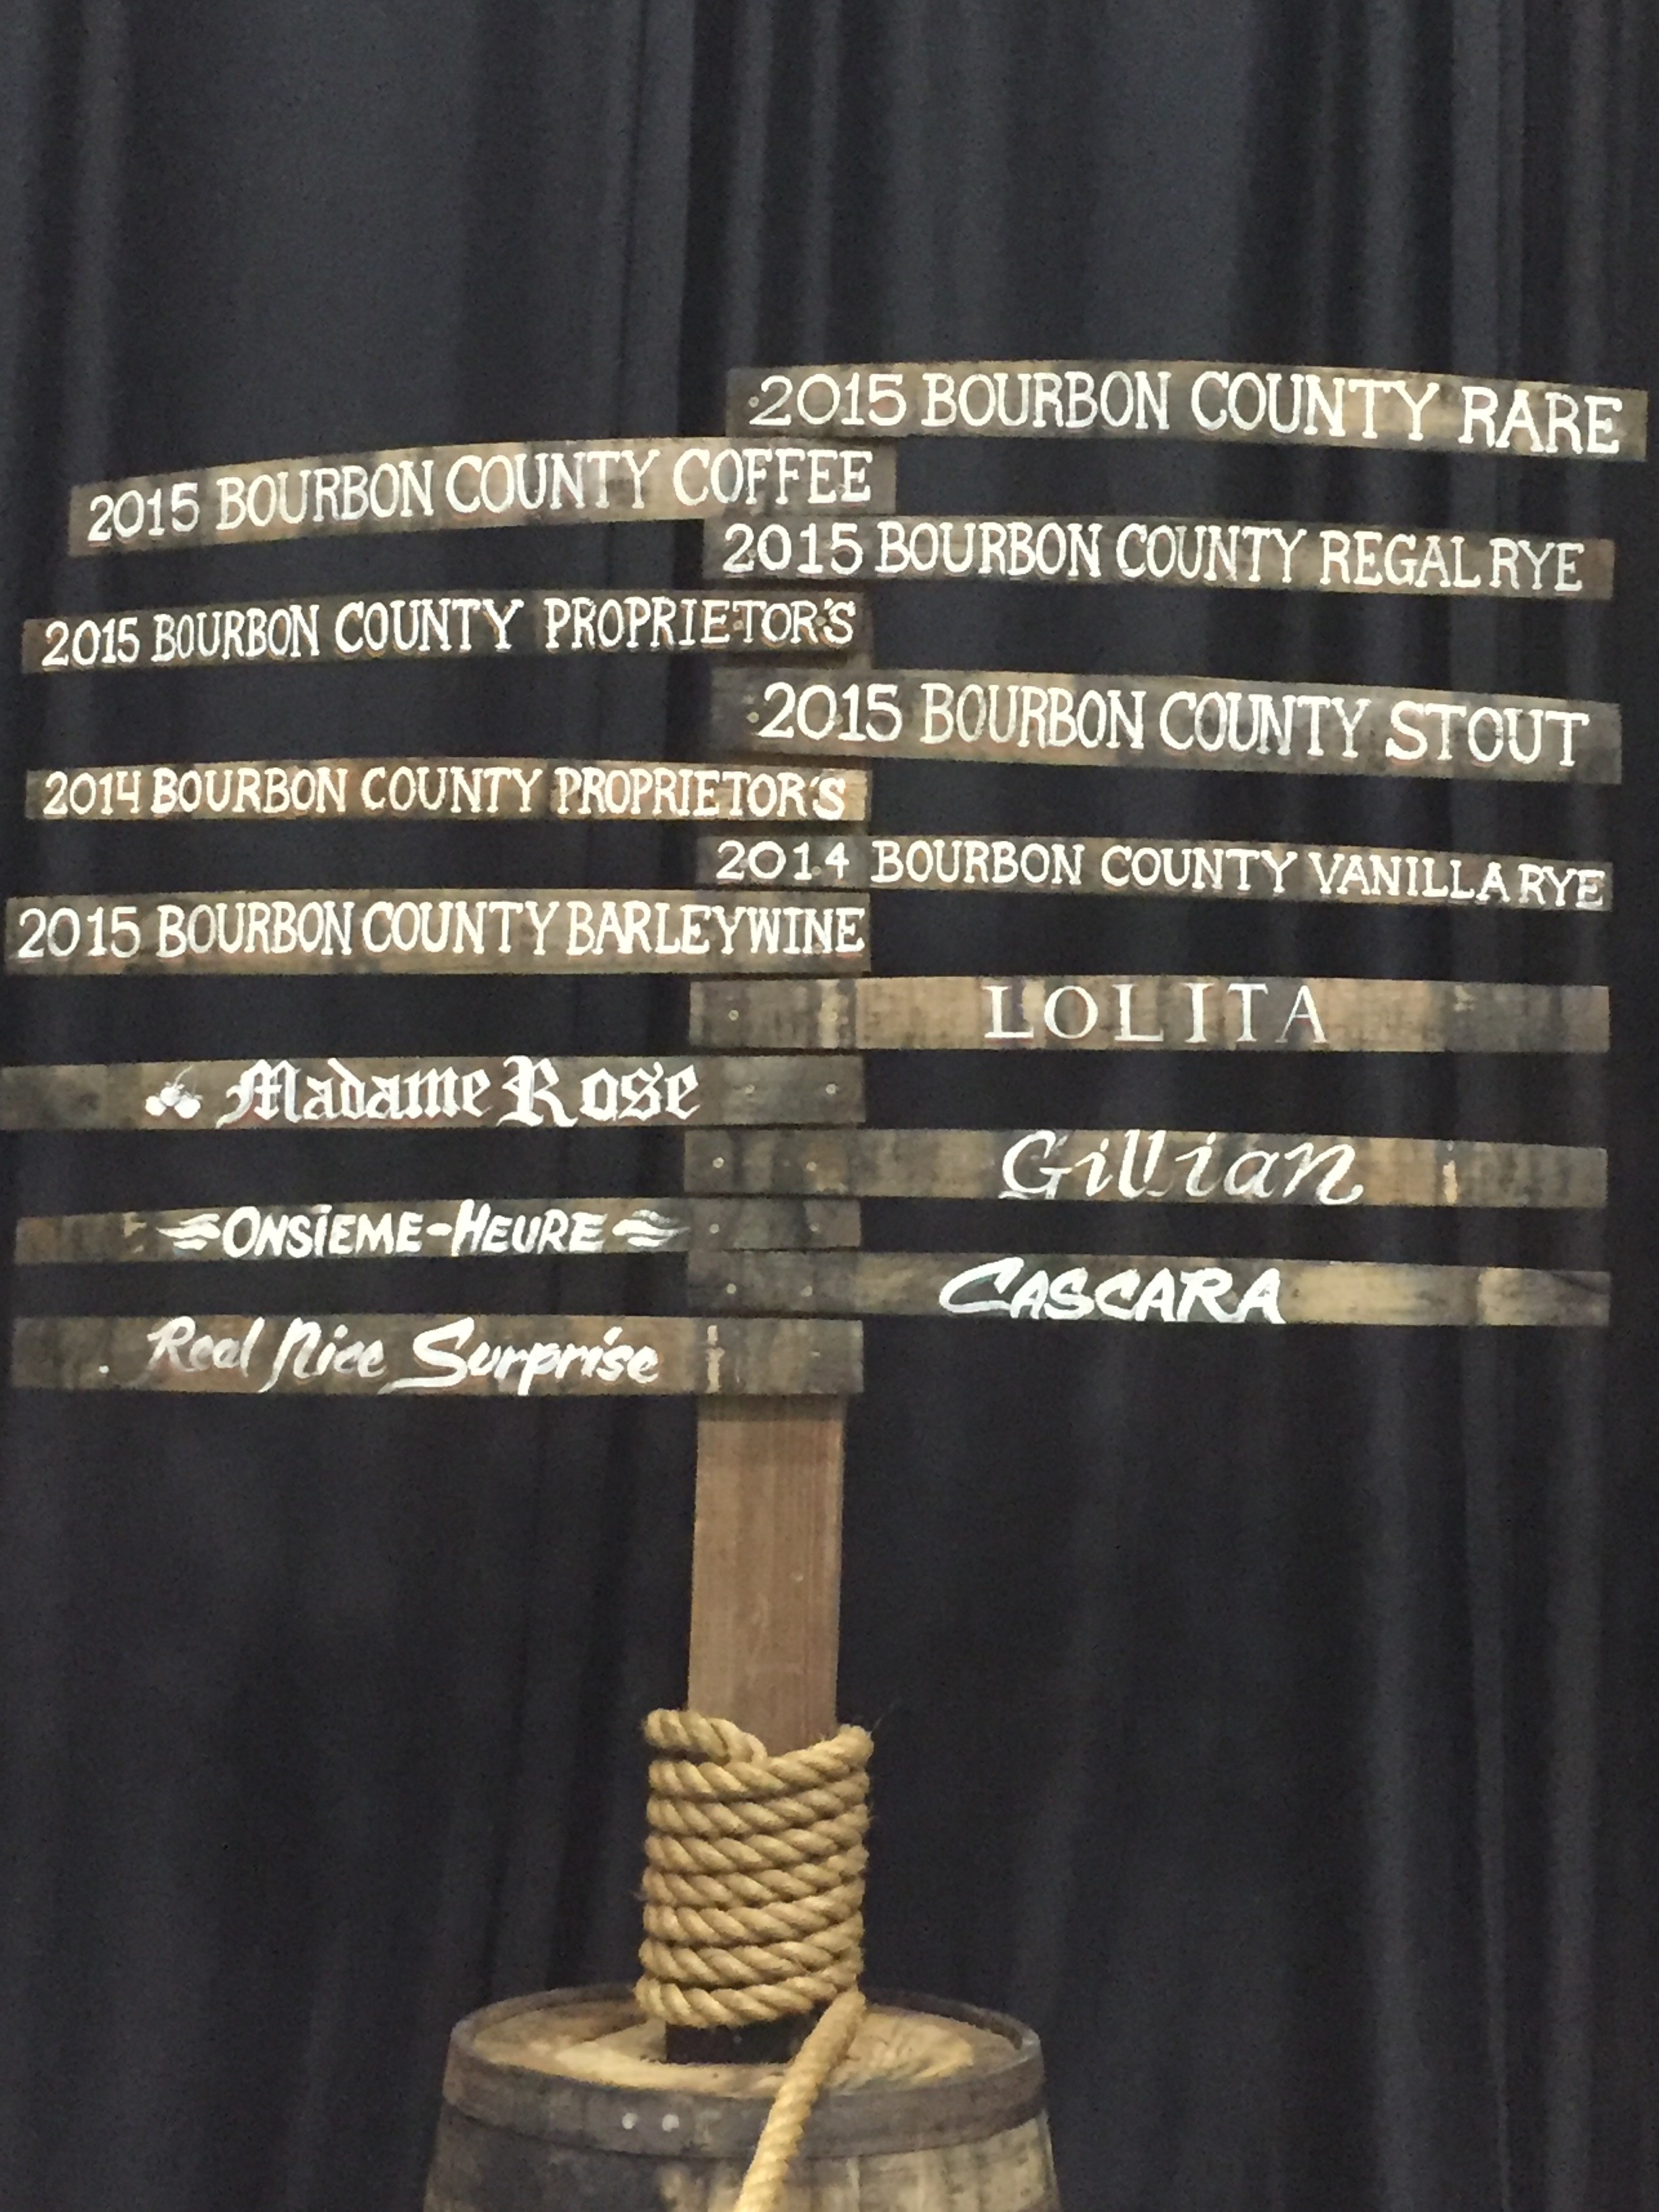 2015 BOURBON COUNTY RARE
2015 BOURBON COUNTY COFFEE
2015 BOURBON COUNTY REGAL RYE
2015 BOURBON COUNTY PROPRIETOR'S
2015 BOURBON COUNTY STOUT
2014 BOURBON COUNTY PROPRIETOR'S
2014 BOURBON COUNTY VANILLA RYE
2015 BOURBON COUNTY BARLEYWINE
LOLITA
Madame Rose
Gillian
ONSIEME-HEURE
CASCARA
Real Nice Surprise